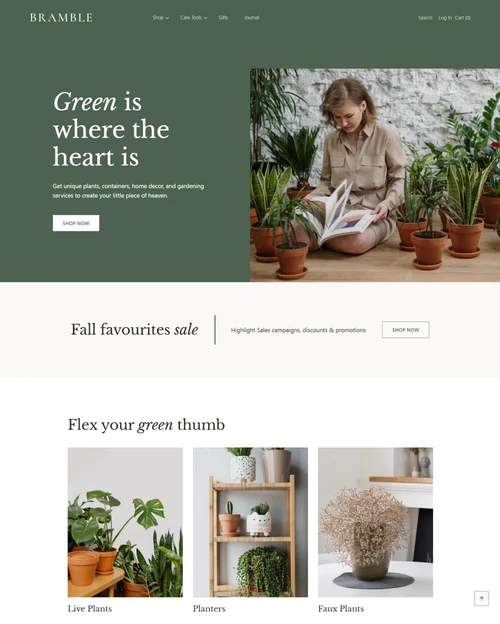 BRAMBLE
Shop Care Tools Gifts Journal
Search Log In Cart (0)
Green is
where the
heart is
Get unique plants, containers, home decor, and gardening
services to create your little piece of heaven.
SHOP NOW
Fall favourites sale
Highlight Sales campaigns, discounts & promotions
SHOP NOW
Flex your green thumb
Live Plants
Planters
Faux Plants